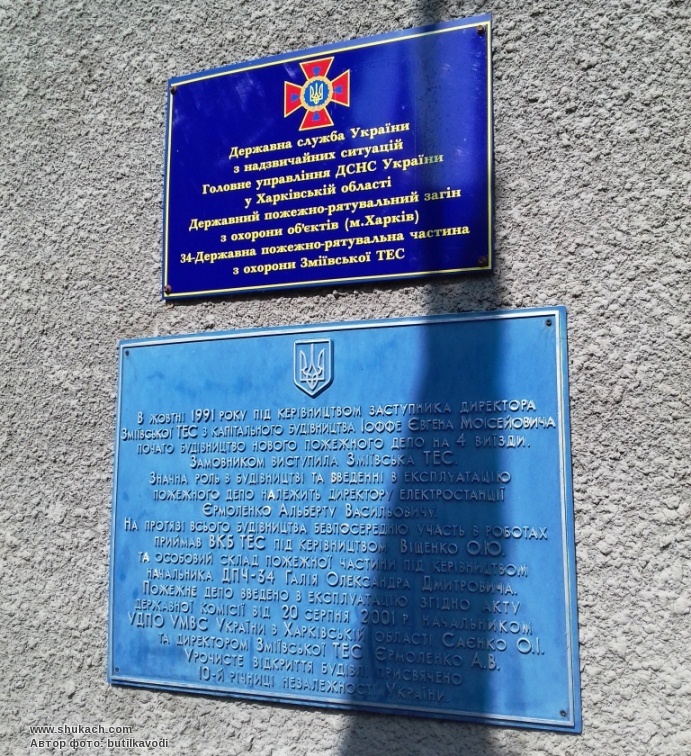 Державна служба України
з надзвичайних ситуацій
Головне управління ДСНС України
у Харківській області
Державний пожежно-рятувальний загін
з охорони об'єктів (м.Харків)
34-Державна пожежно-рятувальна частина
з охорони Зміївської ТЕС
В жовтні 1991 року під керівництвом заступника директора
Зміївської ТЕС з капітального будівництва Іоффе Євгена Мойсейовича
почато будівництво нового пожежного депо на 4 виїзди.
Замовником виступила Зміївська ТЕС.
Значна роль в будівництві та введенні в експлуатацію
пожежного депо належить директору електростанції
Єрмоленко Альберту Васильовичу.
На протязі всього будівництва безпосередню участь в роботах
приймав ВКБ ТЕС під керівництвом Віщенко О.Ю.
та особовий склад пожежної частини під керівництвом
начальника ДПЧ-34 Галія Олександра Дмитровича.
Пожежне депо введено в експлуатацію згідно акту
державної комісії від 20 серпня 2001 р. начальником
УДПО УМВС України в Харківській області Саєнко О.І.
та директором Зміївської ТЕС Єрмоленко А.В.
Урочисте відкриття будівлі присвячено
10-й річниці незалежності України.
www.shukach.com
Автор фото: butilkavodi